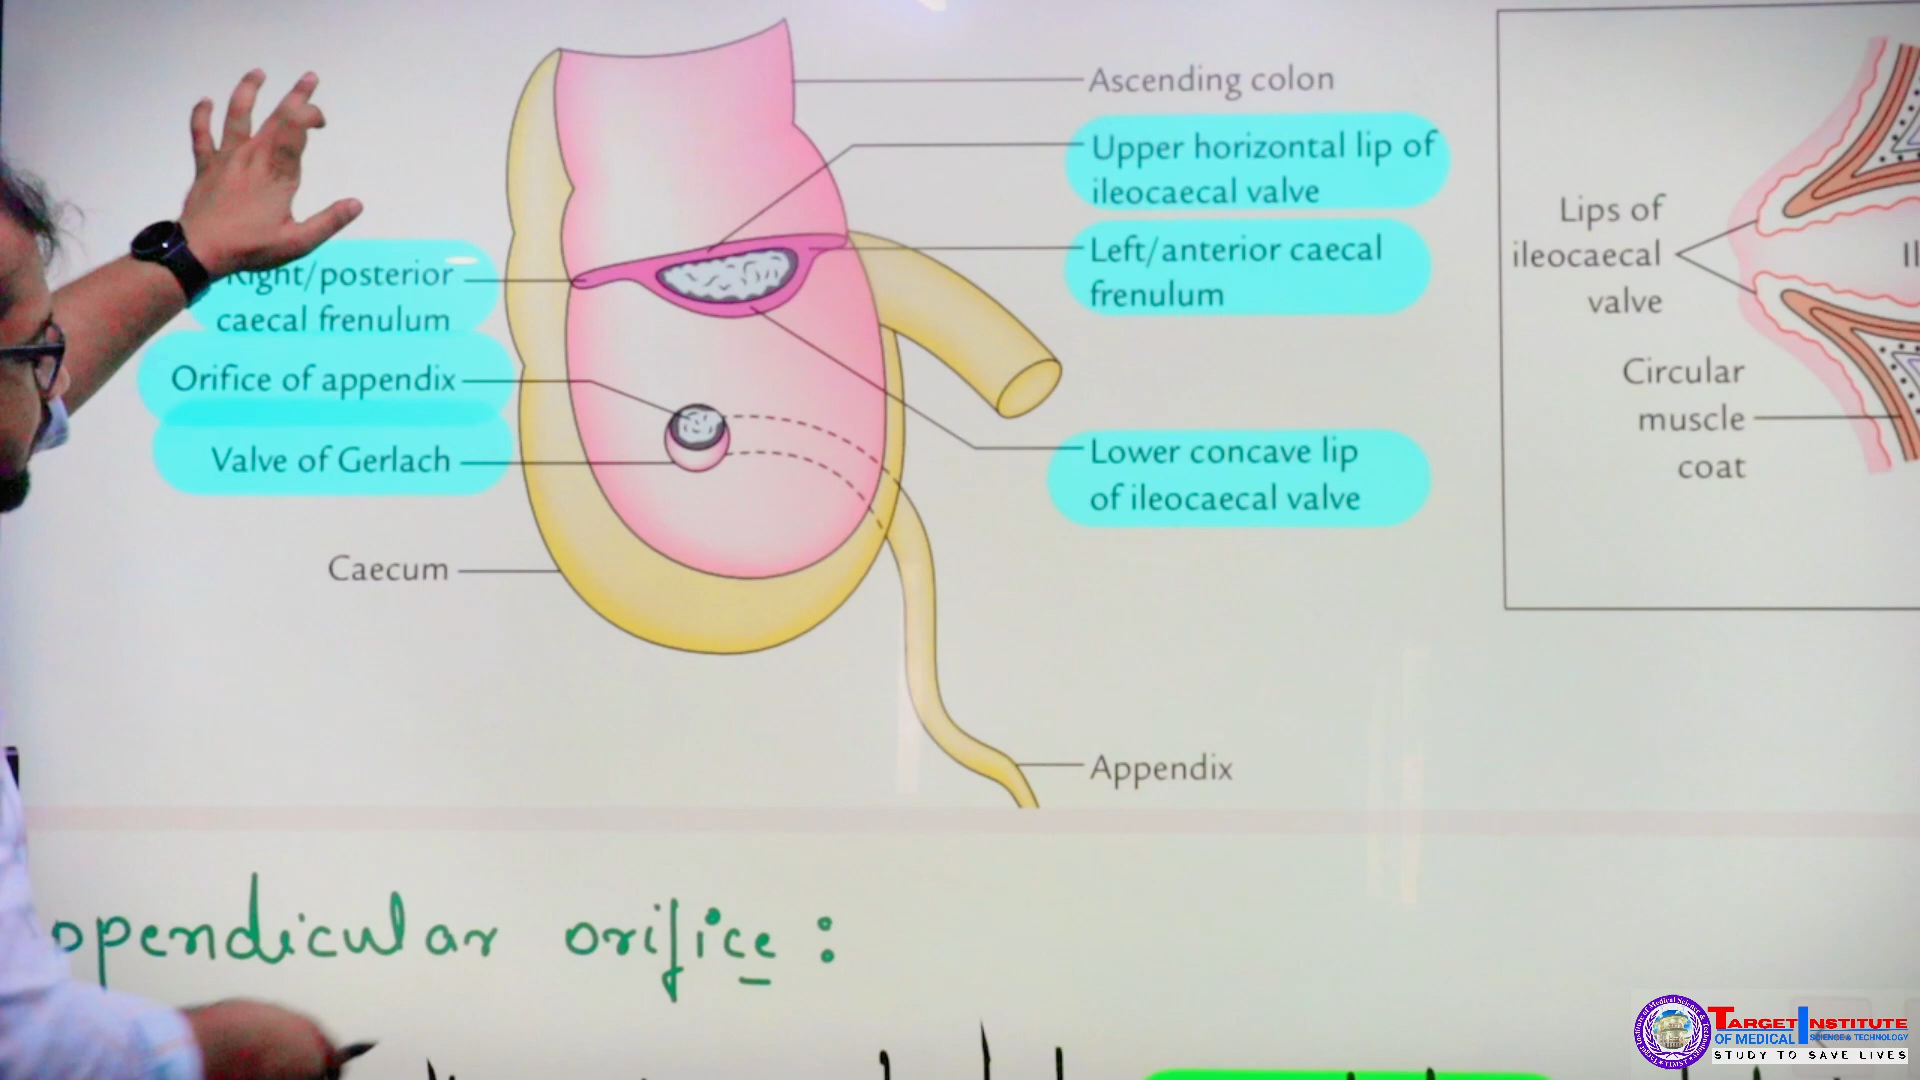 Ascending colon
Upper horizontal lip of
ileocaecal valve
Left/anterior caecal
frenulum
Right/posterior
caecal frenulum
Orifice of appendix
Valve of Gerlach
Lower concave lip
of ileocaecal valve
Caecum
Appendix
Lips of
ileocaecal
valve
Circular
muscle
coat
Il
ppendicular orifice :
TARGET INSTITUTE
OF MEDICAL SCIENCE & TECHNOLOGY
STUDY TO SAVE LIVES